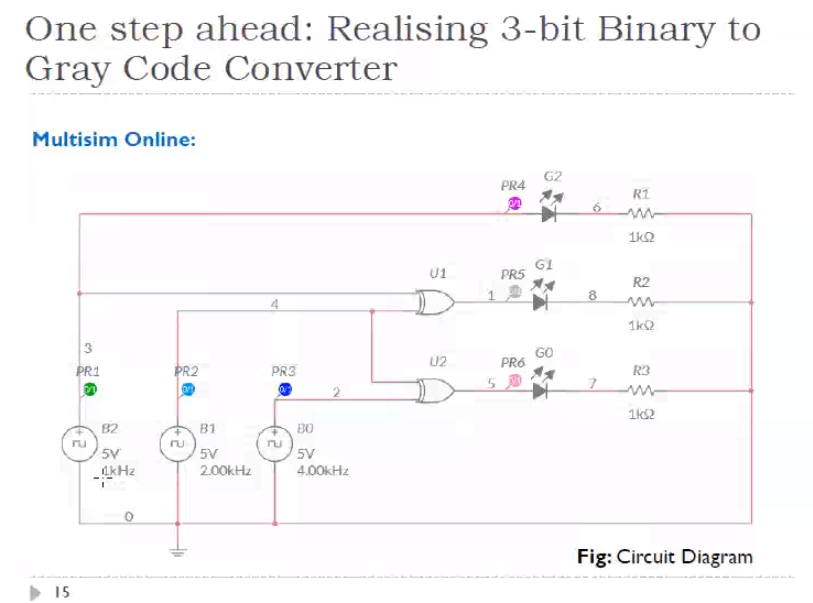 One step ahead: Realising 3-bit Binary to
Gray Code Converter
Multisim Online:
G2
PR4
R1
6
1kΩ
G1
U1
PR5
R2
1
8
4
1kΩ
3
G0
U2
PR6
R3
PR1
PR2
PR3
5
7
2
1kΩ
B2
B1
B0
5V
5V
5V
1kHz
2.00kHz
4.00kHz
0
Fig: Circuit Diagram
15